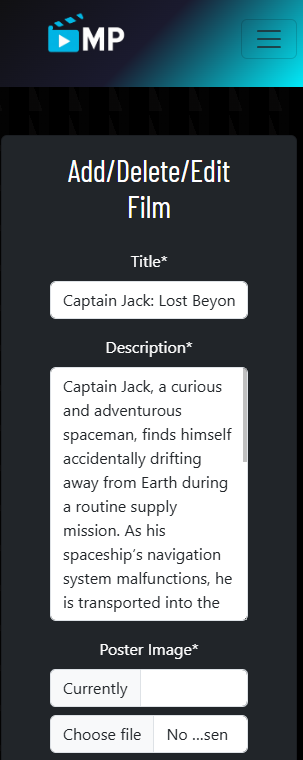 MP
Add/Delete/Edit
Film
Title*
Captain Jack: Lost Beyon
Description*
Captain Jack, a curious
and adventurous
spaceman, finds himself
accidentally drifting
away from Earth during
a routine supply
mission. As his
spaceship's navigation
system malfunctions, he
is transported into the
Poster Image*
Currently
Choose file No ...sen